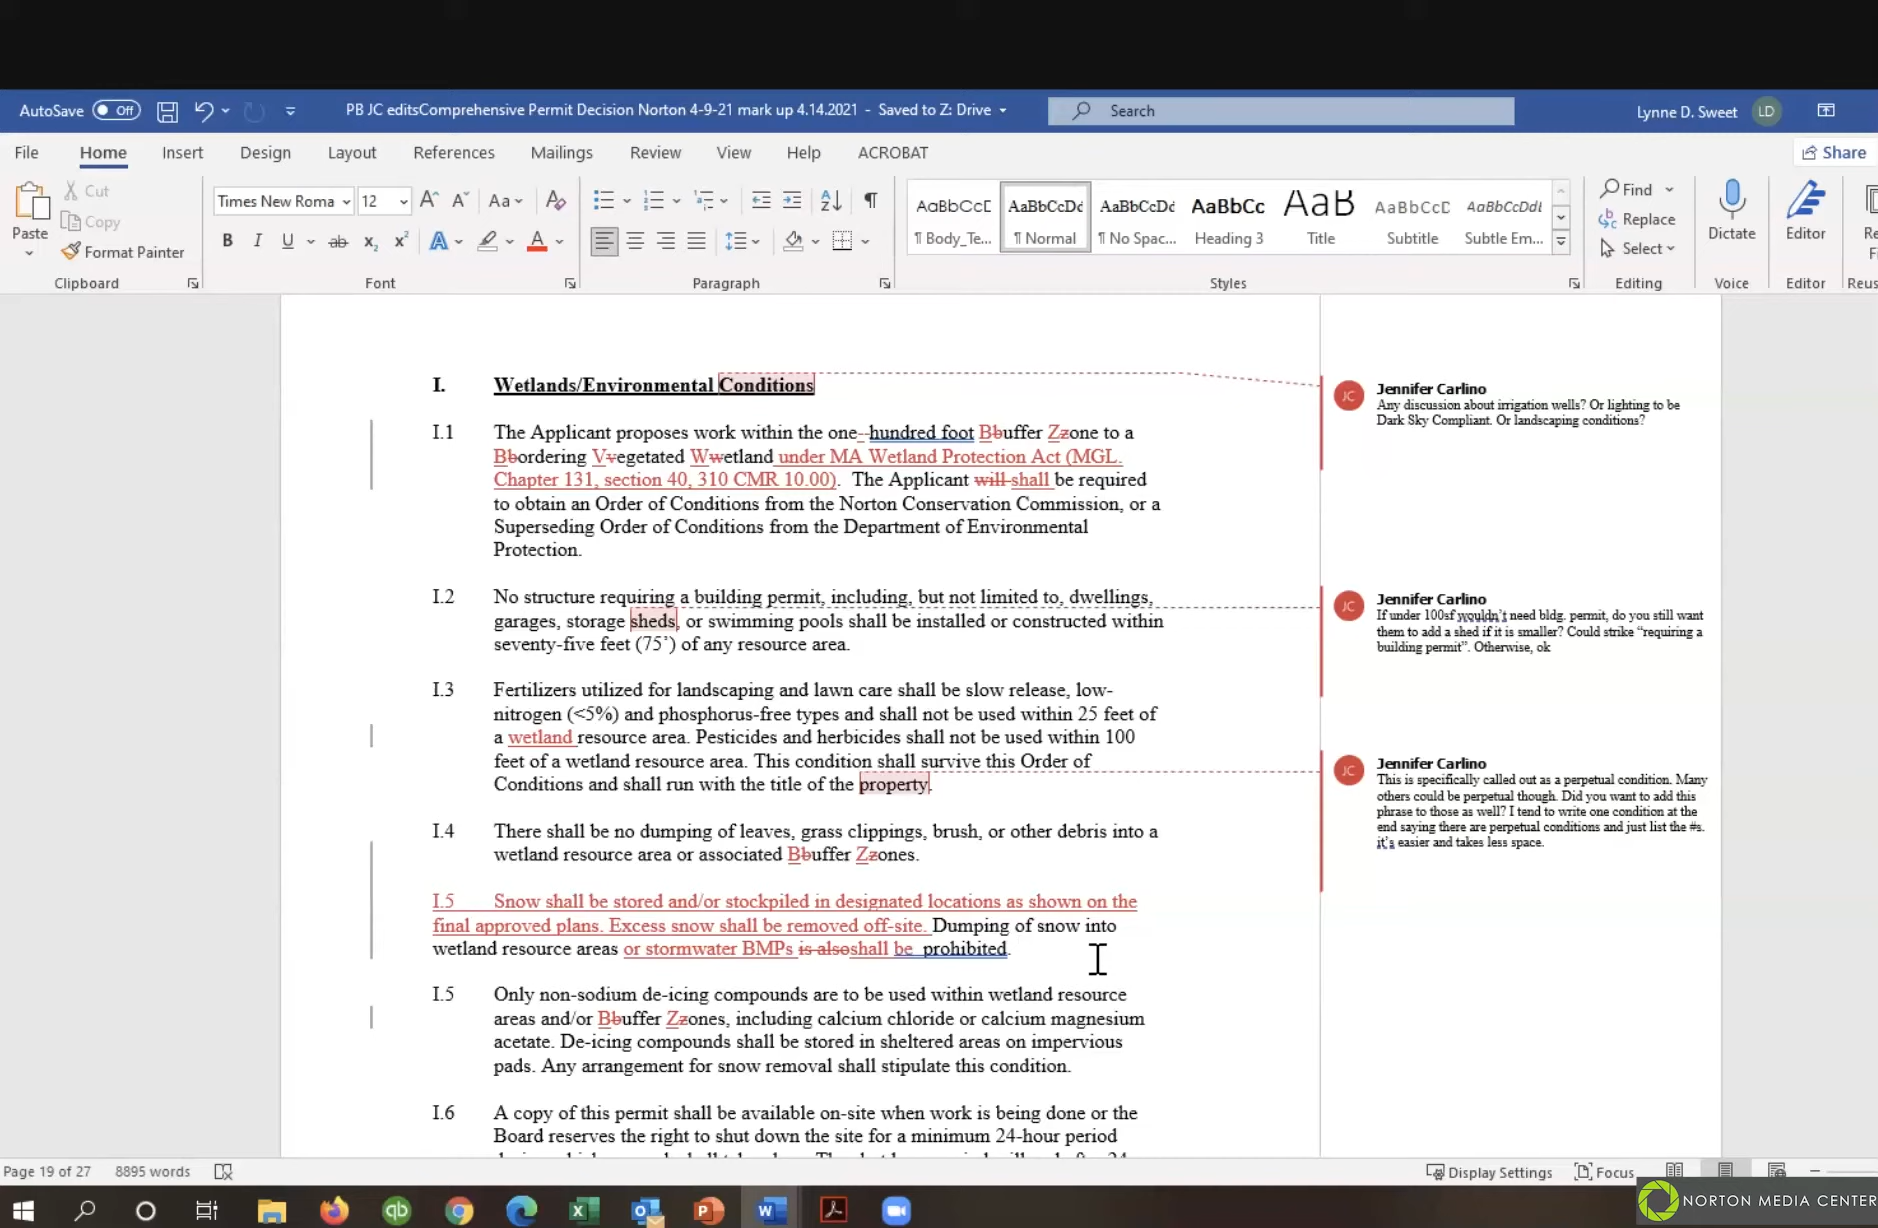 AutoSave Off PB JC editsComprehensive Permit Decision Norton 4-9-21 mark up 4.14.2021 - Saved to Z: Drive Search Lynne D. Sweet LD
File Home Insert Design Layout References Mailings Review View Help ACROBAT Share
Paste
Cut
Copy
Format Painter
Clipboard
Times New Roma 12
Font
Paragraph
AaBbCcD AaBbCcDd AaBbCcDd AaBbCc AaB AaBbCcD AaBbCcDd
¶ Body_Te... ¶ Normal ¶ No Spac... Heading 3 Title Subtitle Subtle Em...
Styles
Find
Replace
Select
Editing
Dictate
Voice
Editor
Editor
Re
Fi
Reus
I. Wetlands/Environmental Conditions
I.1 The Applicant proposes work within the one--hundred foot Bbuffer Zzone to a
Bbordering Vvegetated Wwetland under MA Wetland Protection Act (MGL.
Chapter 131, section 40, 310 CMR 10.00). The Applicant will shall be required
to obtain an Order of Conditions from the Norton Conservation Commission, or a
Superseding Order of Conditions from the Department of Environmental
Protection.
I.2 No structure requiring a building permit, including, but not limited to, dwellings,
garages, storage sheds, or swimming pools shall be installed or constructed within
seventy-five feet (75’) of any resource area.
I.3 Fertilizers utilized for landscaping and lawn care shall be slow release, low-
nitrogen (<5%) and phosphorus-free types and shall not be used within 25 feet of
a wetland resource area. Pesticides and herbicides shall not be used within 100
feet of a wetland resource area. This condition shall survive this Order of
Conditions and shall run with the title of the property.
I.4 There shall be no dumping of leaves, grass clippings, brush, or other debris into a
wetland resource area or associated Bbuffer Zzones.
I.5 Snow shall be stored and/or stockpiled in designated locations as shown on the
final approved plans. Excess snow shall be removed off-site. Dumping of snow into
wetland resource areas or stormwater BMPs is alsoshall be prohibited.
I.5 Only non-sodium de-icing compounds are to be used within wetland resource
areas and/or Bbuffer Zzones, including calcium chloride or calcium magnesium
acetate. De-icing compounds shall be stored in sheltered areas on impervious
pads. Any arrangement for snow removal shall stipulate this condition.
I.6 A copy of this permit shall be available on-site when work is being done or the
Board reserves the right to shut down the site for a minimum 24-hour period
JC Jennifer Carlino
Any discussion about irrigation wells? Or lighting to be
Dark Sky Compliant. Or landscaping conditions?
JC Jennifer Carlino
If under 100sf wouldn’t need bldg. permit, do you still want
them to add a shed if it is smaller? Could strike “requiring a
building permit”. Otherwise, ok
JC Jennifer Carlino
This is specifically called out as a perpetual condition. Many
others could be perpetual though. Did you want to add this
phrase to those as well? I tend to write one condition at the
end saying there are perpetual conditions and just list the #s.
it’s easier and takes less space.
Page 19 of 27 8895 words Display Settings Focus
NORTON MEDIA CENTER